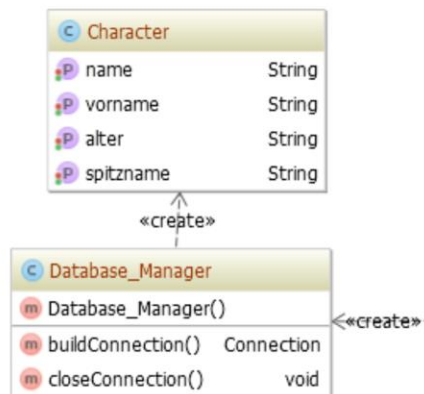 C Character
P name String
P vorname String
P alter String
P spitzname String
«create»
C Database_Manager
m Database_Manager()
«create»
m buildConnection() Connection
m closeConnection() void